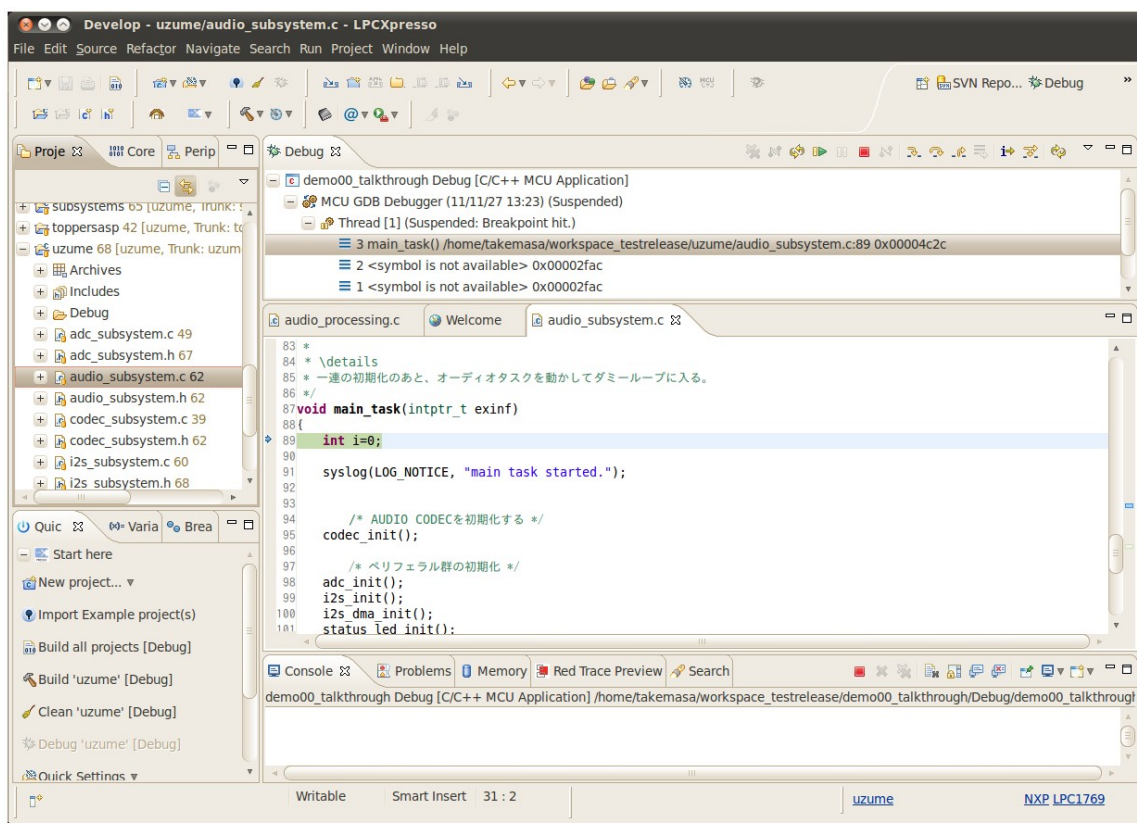 Develop - uzume/audio_subsystem.c - LPCXpresso
File Edit Source Refactor Navigate Search Run Project Window Help
SVN Repo... Debug »
Proje Core Perip
subsystems 65 [uzume, Trunk: s
toppersasp 42 [uzume, Trunk: to
uzume 68 [uzume, Trunk: uzum
Archives
Includes
Debug
adc_subsystem.c 49
adc_subsystem.h 67
audio_subsystem.c 62
audio_subsystem.h 62
codec_subsystem.c 39
codec_subsystem.h 62
i2s_subsystem.c 60
i2s_subsystem.h 68
Quic Varia Brea
Start here
New project...
Import Example project(s)
Build all projects [Debug]
Build 'uzume' [Debug]
Clean 'uzume' [Debug]
Debug 'uzume' [Debug]
Quick Settings
Debug
demo00_talkthrough Debug [C/C++ MCU Application]
MCU GDB Debugger (11/11/27 13:23) (Suspended)
Thread [1] (Suspended: Breakpoint hit.)
3 main_task() /home/takemasa/workspace_testrelease/uzume/audio_subsystem.c:89 0x00004c2c
2 <symbol is not available> 0x00002fac
1 <symbol is not available> 0x00002fac
audio_processing.c Welcome audio_subsystem.c
83 *
84 * \details
85 * 一連の初期化のあと、オーディオタスクを動かしてダミーループに入る。
86 */
87 void main_task(intptr_t exinf)
88 {
89 int i=0;
90
91 syslog(LOG_NOTICE, "main task started.");
92
93
94 /* AUDIO CODECを初期化する */
95 codec_init();
96
97 /* ペリフェラル群の初期化 */
98 adc_init();
99 i2s_init();
100 i2s_dma_init();
101 status_led_init();
Console Problems Memory Red Trace Preview Search
demo00_talkthrough Debug [C/C++ MCU Application] /home/takemasa/workspace_testrelease/demo00_talkthrough/Debug/demo00_talkthrough
Writable Smart Insert 31 : 2 uzume NXP LPC1769